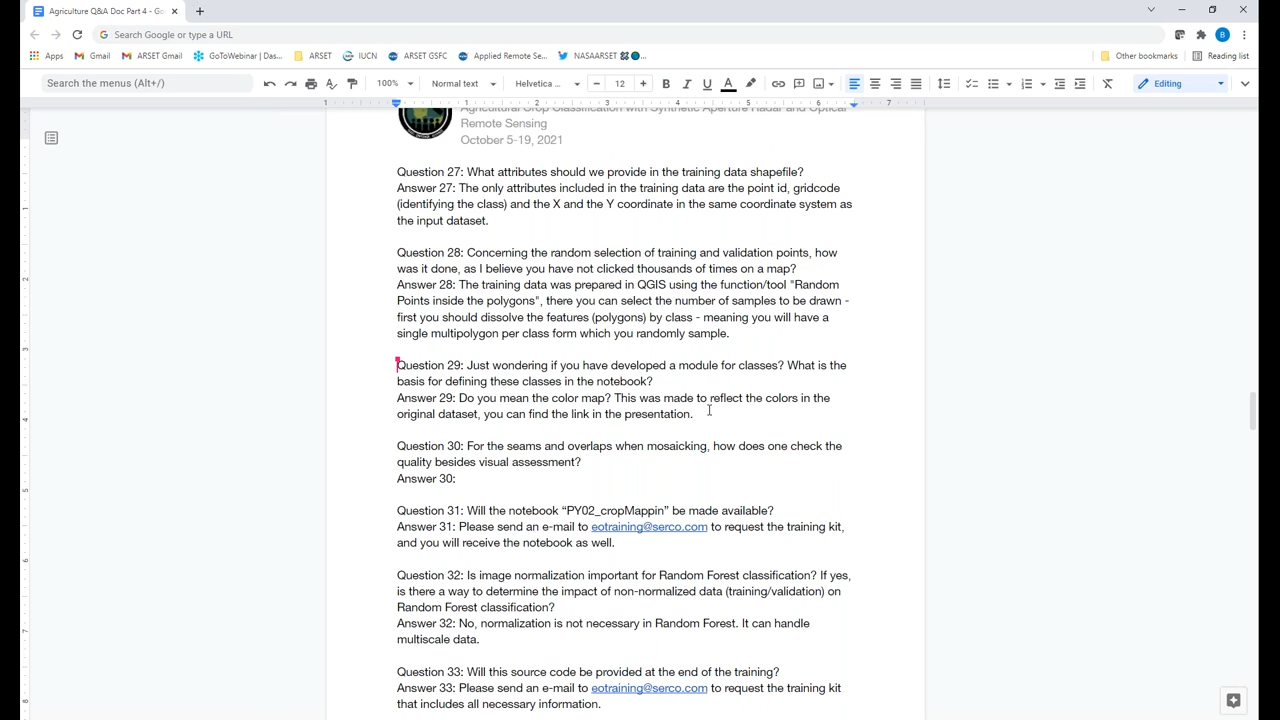 Agriculture Q&A Doc Part 4 - Go
Search Google or type a URL
B
Apps
Gmail
ARSET Gmail
GoToWebinar | Das...
ARSET
IUCN
ARSET GSFC
Applied Remote Se...
NASAARSET
Other bookmarks
Reading list
Search the menus (Alt+/)
100%
Normal text
Helvetica ...
12
B I U A
Editing
1 1 2 3 4 5 6 7
Agricultural Crop Classification with Synthetic Aperture Radar and Optical
Remote Sensing
October 5-19, 2021
Question 27: What attributes should we provide in the training data shapefile?
Answer 27: The only attributes included in the training data are the point id, gridcode
(identifying the class) and the X and the Y coordinate in the same coordinate system as
the input dataset.
Question 28: Concerning the random selection of training and validation points, how
was it done, as I believe you have not clicked thousands of times on a map?
Answer 28: The training data was prepared in QGIS using the function/tool "Random
Points inside the polygons", there you can select the number of samples to be drawn -
first you should dissolve the features (polygons) by class - meaning you will have a
single multipolygon per class form which you randomly sample.
Question 29: Just wondering if you have developed a module for classes? What is the
basis for defining these classes in the notebook?
Answer 29: Do you mean the color map? This was made to reflect the colors in the
original dataset, you can find the link in the presentation.
Question 30: For the seams and overlaps when mosaicking, how does one check the
quality besides visual assessment?
Answer 30:
Question 31: Will the notebook “PY02_cropMappin” be made available?
Answer 31: Please send an e-mail to eotraining@serco.com to request the training kit,
and you will receive the notebook as well.
Question 32: Is image normalization important for Random Forest classification? If yes,
is there a way to determine the impact of non-normalized data (training/validation) on
Random Forest classification?
Answer 32: No, normalization is not necessary in Random Forest. It can handle
multiscale data.
Question 33: Will this source code be provided at the end of the training?
Answer 33: Please send an e-mail to eotraining@serco.com to request the training kit
that includes all necessary information.